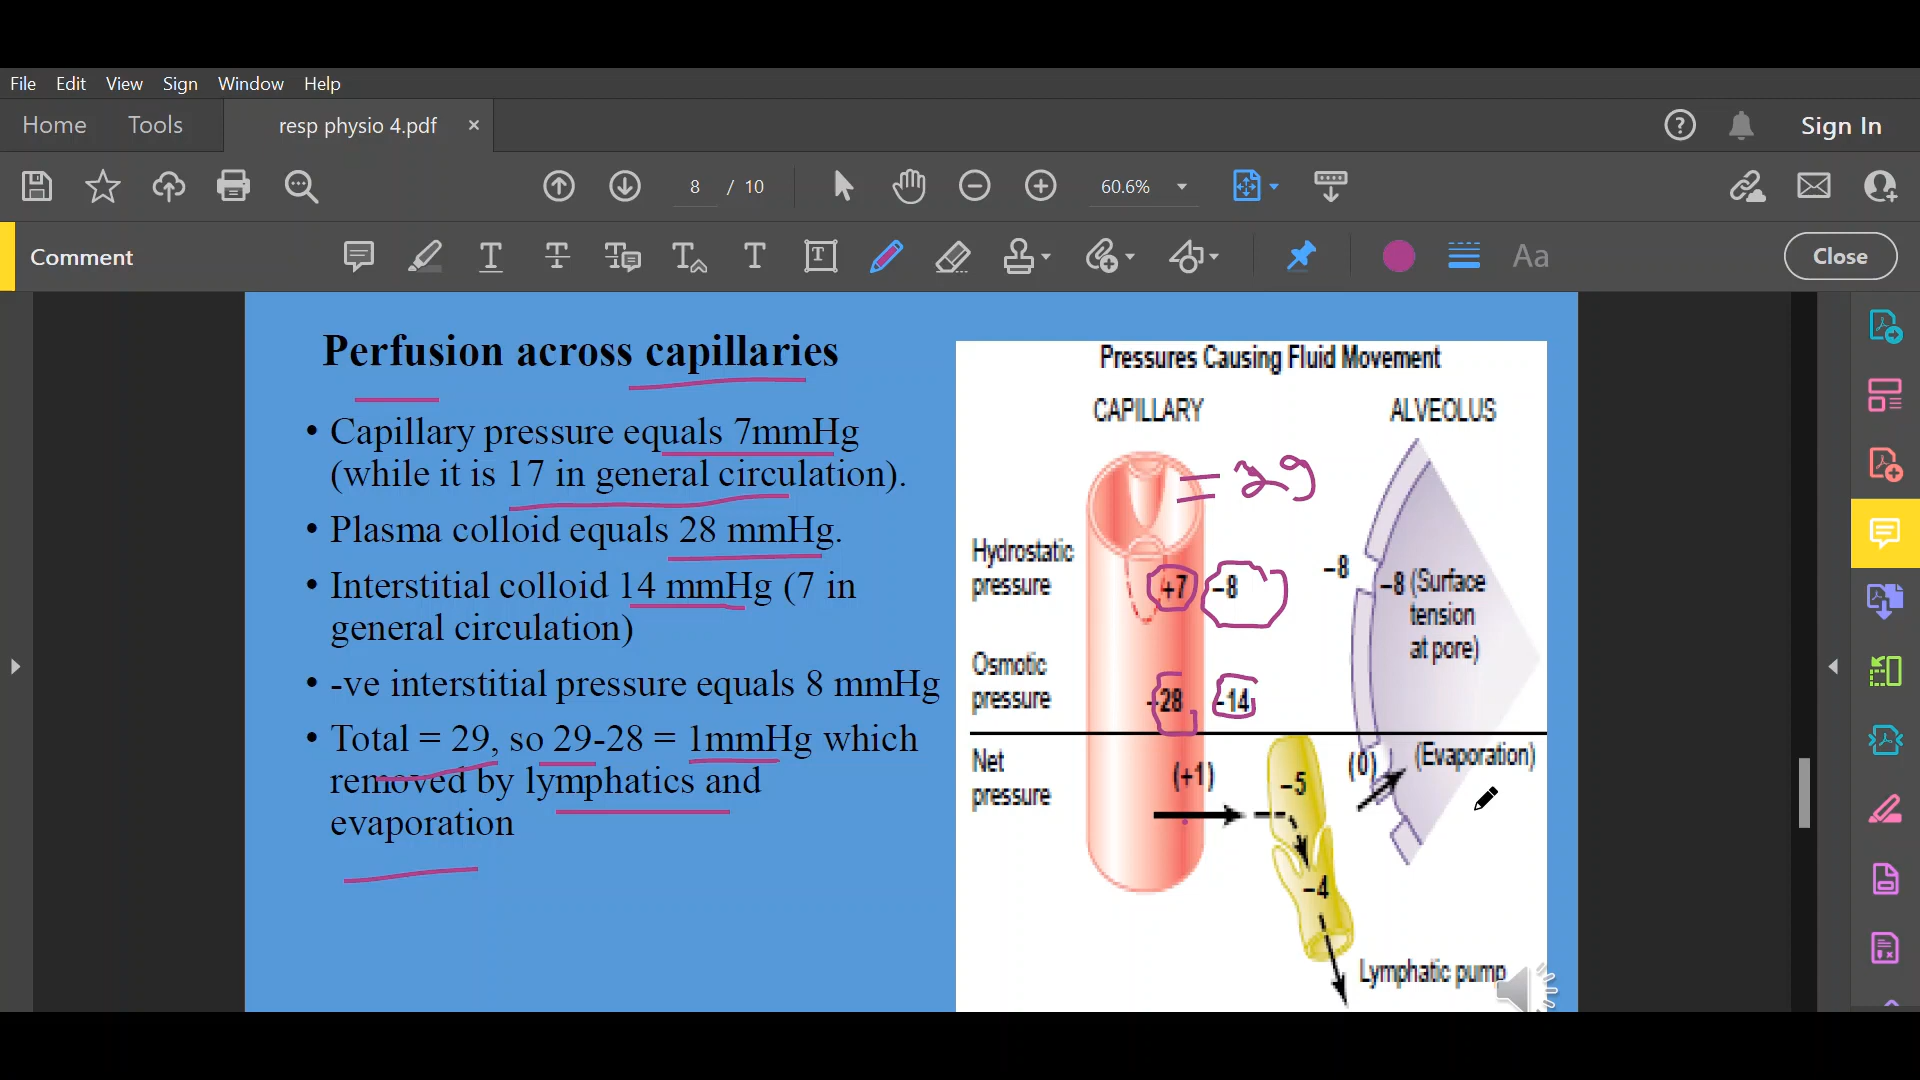 File Edit View Sign Window Help
Home Tools resp physio 4.pdf × Sign In
8 / 10 60.6%
Comment Aa Close
Perfusion across capillaries
• Capillary pressure equals 7mmHg
(while it is 17 in general circulation).
• Plasma colloid equals 28 mmHg.
• Interstitial colloid 14 mmHg (7 in
general circulation)
• -ve interstitial pressure equals 8 mmHg
• Total = 29, so 29-28 = 1mmHg which
removed by lymphatics and
evaporation
Pressures Causing Fluid Movement
CAPILLARY ALVEOLUS
= 29
Hydrostatic
pressure
+7 –8 –8 –8 (Surface
tension
at pore)
Osmotic
pressure
–28 –14
Net
pressure
(+1) –5 (0) (Evaporation)
–4
Lymphatic pump